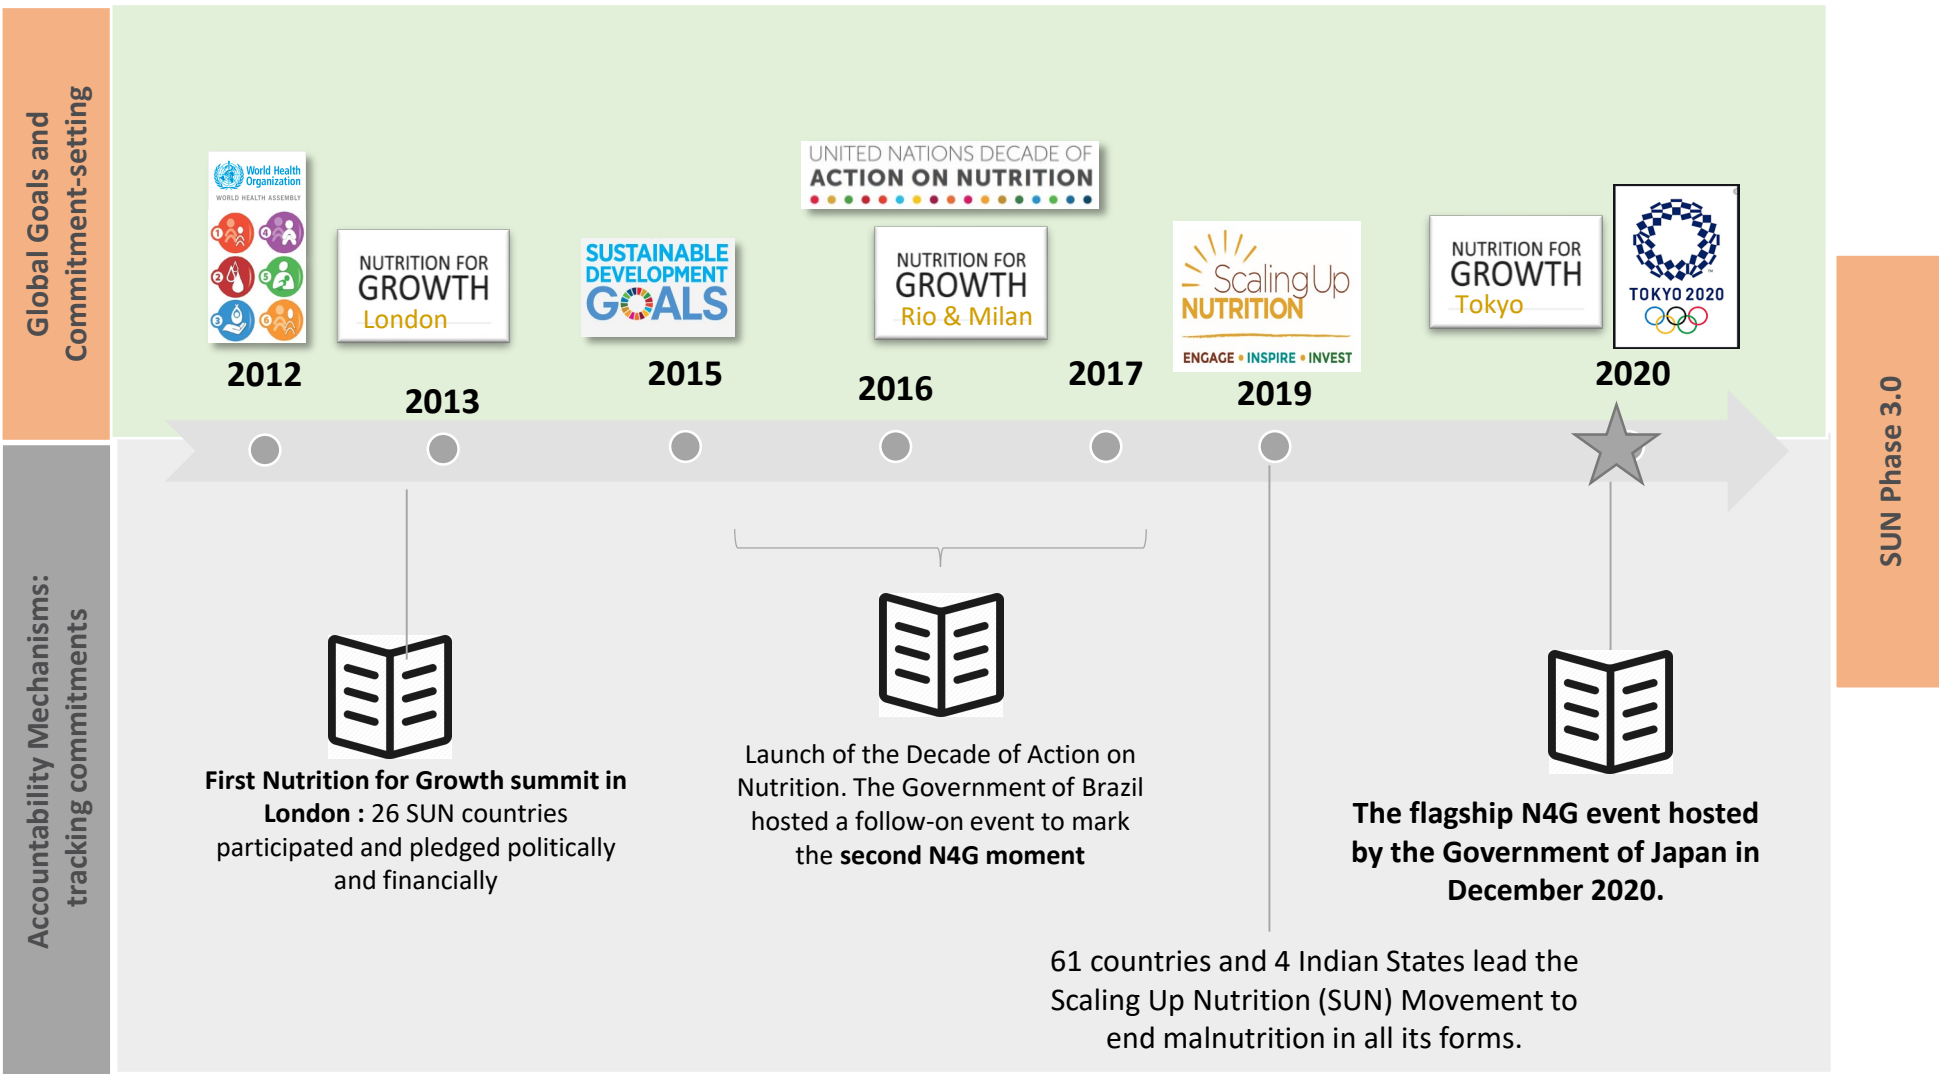 Global Goals and
Commitment-setting
World Health
Organization
WORLD HEALTH ASSEMBLY
1
4
2
5
3
6
2012
NUTRITION FOR
GROWTH
London
2013
SUSTAINABLE
DEVELOPMENT
GOALS
2015
UNITED NATIONS DECADE OF
ACTION ON NUTRITION
NUTRITION FOR
GROWTH
Rio & Milan
2016
2017
Scaling Up
NUTRITION
ENGAGE • INSPIRE • INVEST
2019
NUTRITION FOR
GROWTH
Tokyo
TOKYO 2020
2020
SUN Phase 3.0
Accountability Mechanisms:
tracking commitments
First Nutrition for Growth summit in
London : 26 SUN countries
participated and pledged politically
and financially
Launch of the Decade of Action on
Nutrition. The Government of Brazil
hosted a follow-on event to mark
the second N4G moment
61 countries and 4 Indian States lead the
Scaling Up Nutrition (SUN) Movement to
end malnutrition in all its forms.
The flagship N4G event hosted
by the Government of Japan in
December 2020.